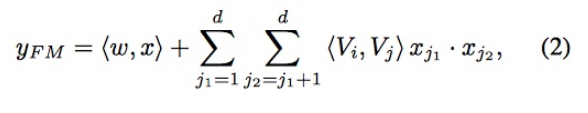 $y_{FM} = \langle w, x \rangle + \sum_{j_1=1}^{d} \sum_{j_2=j_1+1}^{d} \langle V_i, V_j \rangle \, x_{j_1} \cdot x_{j_2},$ (2)